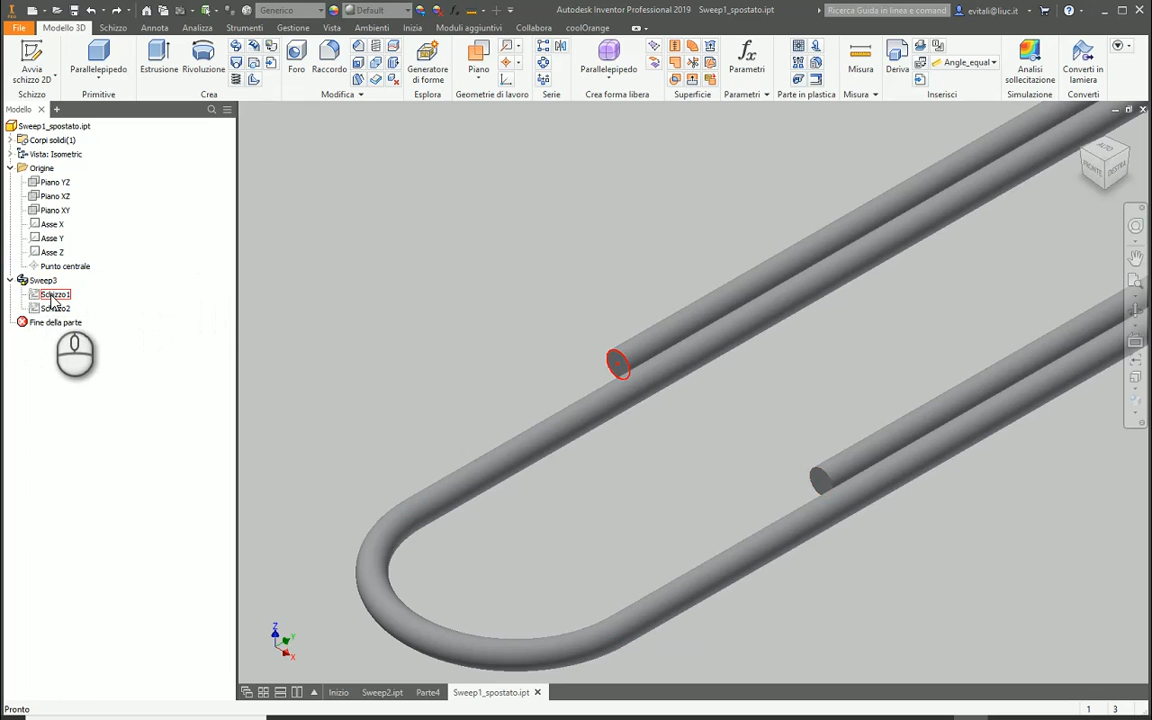 Generico
Default
Autodesk Inventor Professional 2019 Sweep1_spostato.ipt
Ricerca Guida in linea e comandi
evitali@liuc.it
File Modello 3D Schizzo Annota Analizza Strumenti Gestione Vista Ambienti Inizia Moduli aggiuntivi Collabora coolOrange
Avvia
schizzo 2D
Parallelepipedo
Estrusione
Rivoluzione
Foro
Raccordo
Generatore
di forme
Piano
Parallelepipedo
Parametri
Misura
Deriva
Angle_equal
Analisi
sollecitazione
Converti in
lamiera
Schizzo Primitive Crea Modifica Esplora Geometrie di lavoro Serie Crea forma libera Superficie Parametri Parte in plastica Misura Inserisci Simulazione Converti
Modello
Sweep1_spostato.ipt
Corpi solidi(1)
Vista: Isometric
Origine
Piano YZ
Piano XZ
Piano XY
Asse X
Asse Y
Asse Z
Punto centrale
Sweep3
Schizzo1
Schizzo2
Fine della parte
ALTO
FRONTE
DESTRA
Z
Y
X
Inizio Sweep2.ipt Parte4 Sweep1_spostato.ipt
Pronto
1 3